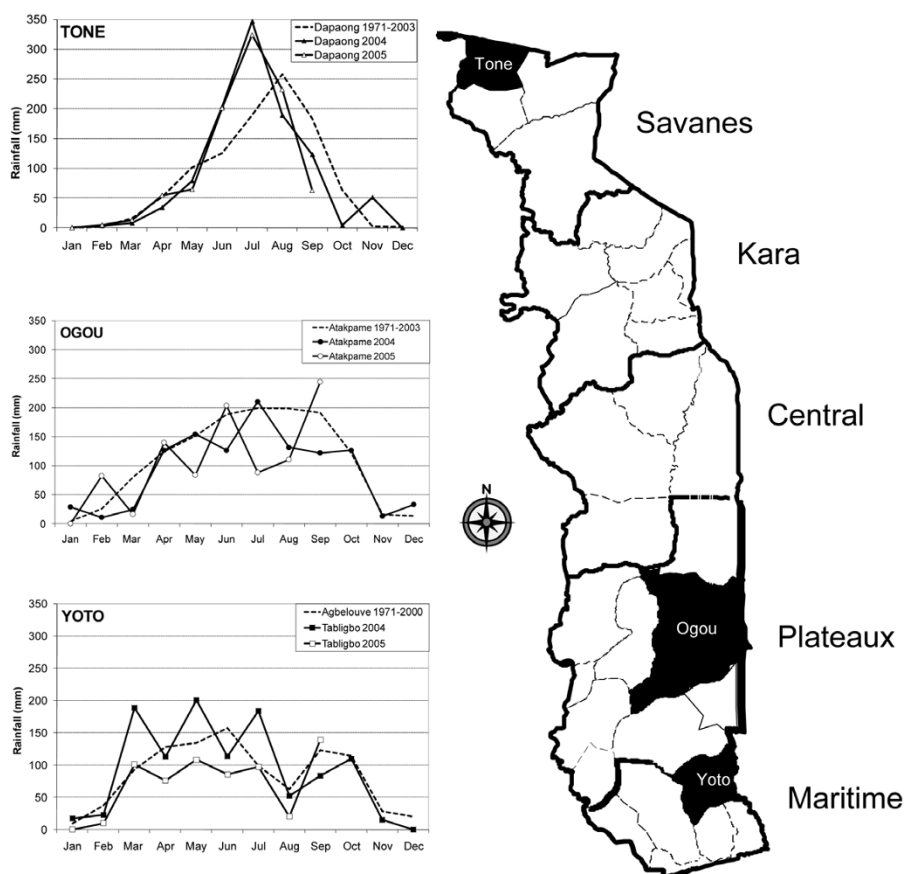 TONE
Dapaong 1971-2003
Dapaong 2004
Dapaong 2005
Rainfall (mm)
350
300
250
200
150
100
50
0
Jan Feb Mar Apr May Jun Jul Aug Sep Oct Nov Dec
OGOU
Atakpame 1971-2003
Atakpame 2004
Atakpame 2005
Rainfall (mm)
350
300
250
200
150
100
50
0
Jan Feb Mar Apr May Jun Jul Aug Sep Oct Nov Dec
YOTO
Agbelouve 1971-2000
Tabligbo 2004
Tabligbo 2005
Rainfall (mm)
350
300
250
200
150
100
50
0
Jan Feb Mar Apr May Jun Jul Aug Sep Oct Nov Dec
Tone
Savanes
Kara
Central
N
Ogou
Plateaux
Yoto
Maritime